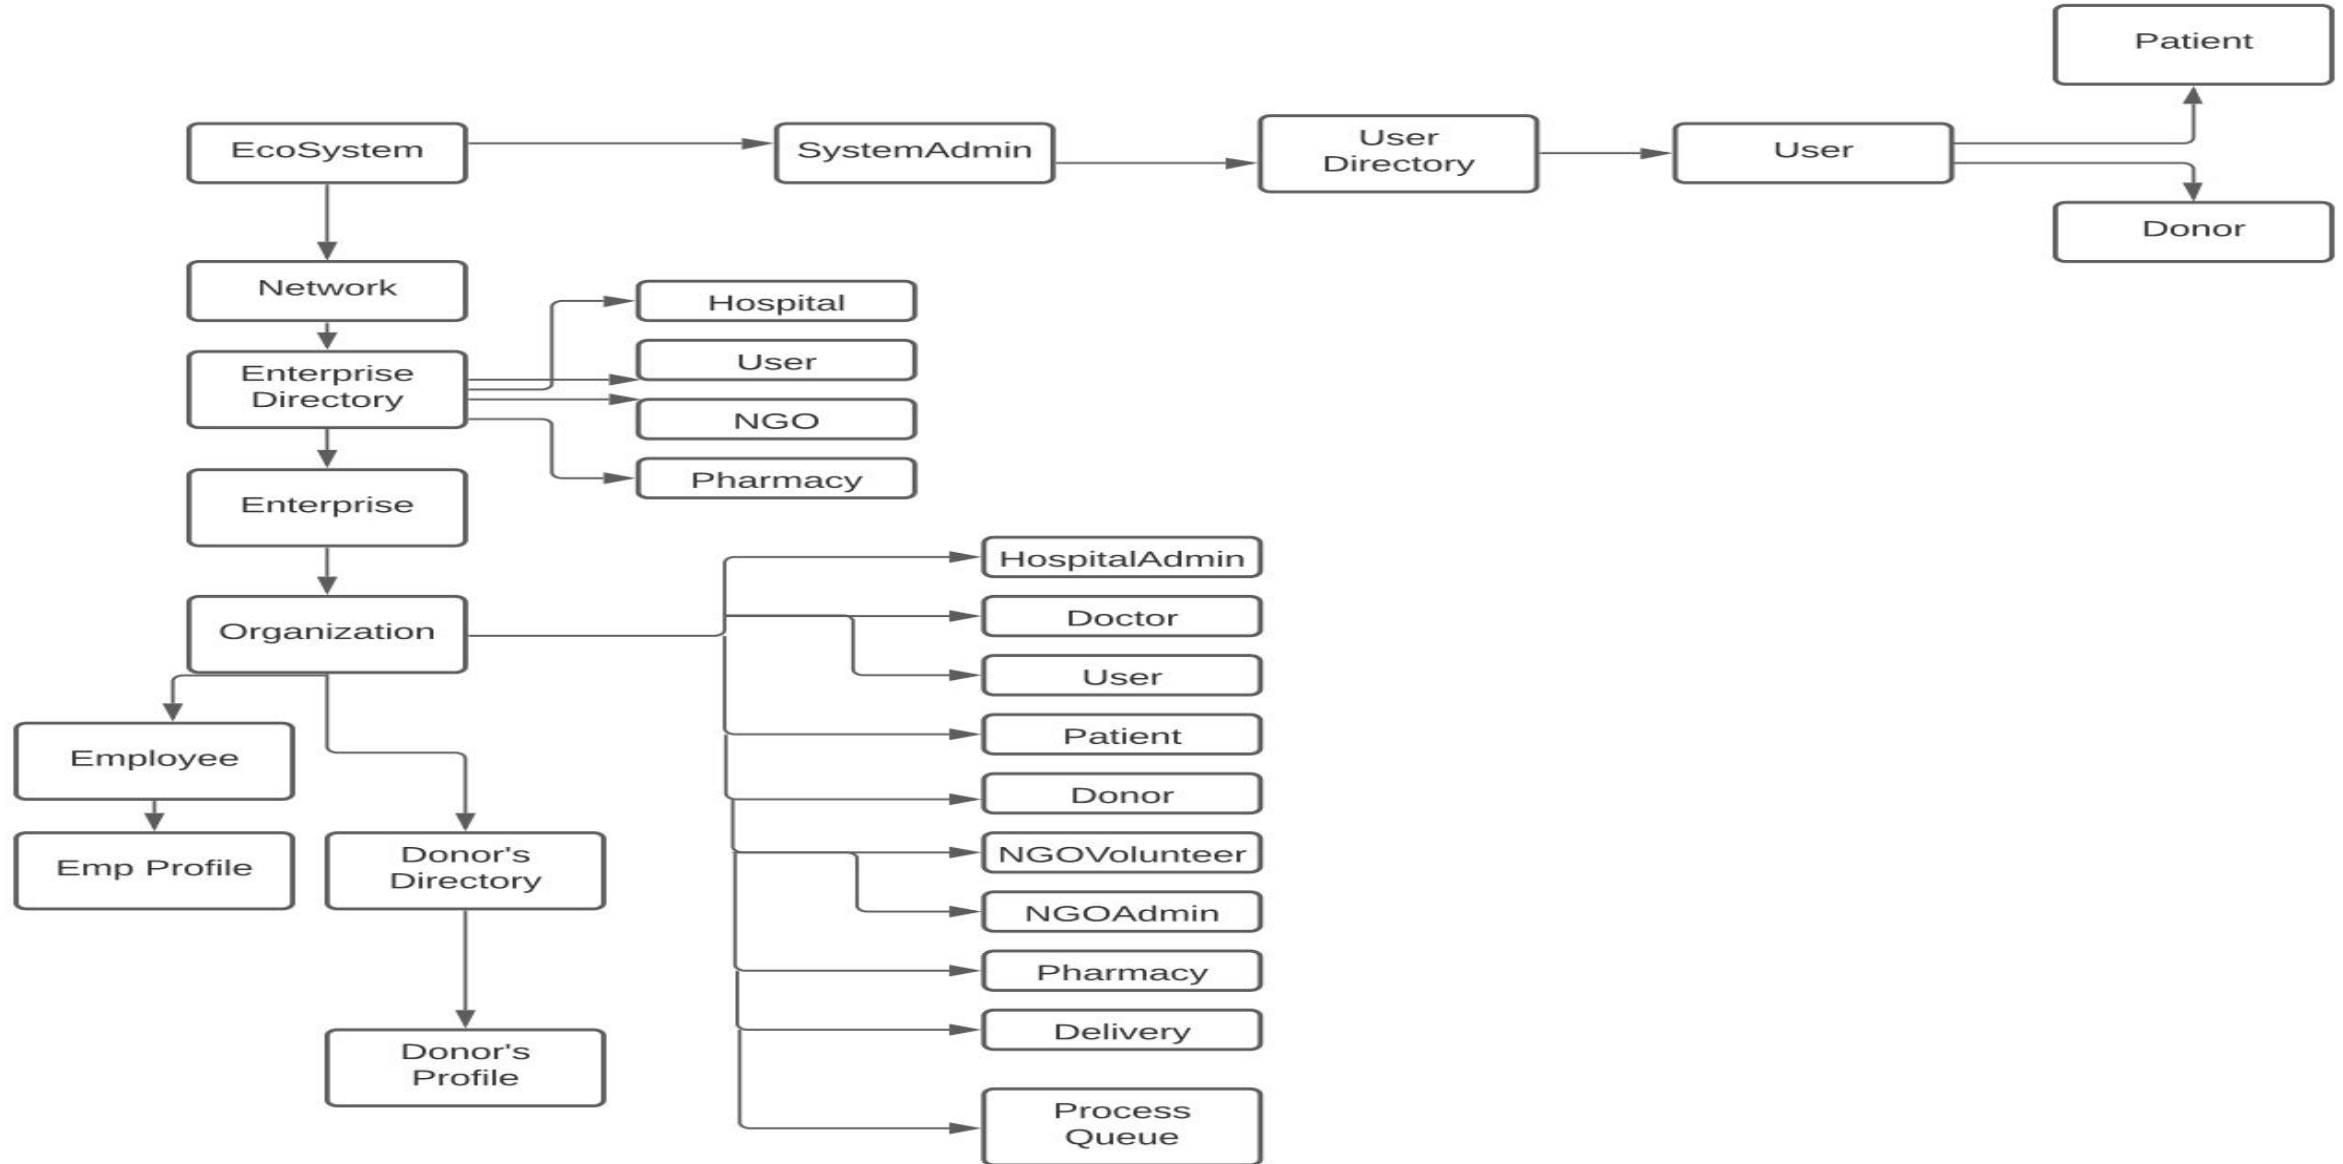 Patient
EcoSystem
SystemAdmin
User
Directory
User
Donor
Network
Hospital
User
Enterprise
Directory
NGO
Pharmacy
Enterprise
HospitalAdmin
Doctor
Organization
User
Patient
Employee
Donor
Emp Profile
Donor's
Directory
NGOVolunteer
NGOAdmin
Pharmacy
Delivery
Donor's
Profile
Process
Queue